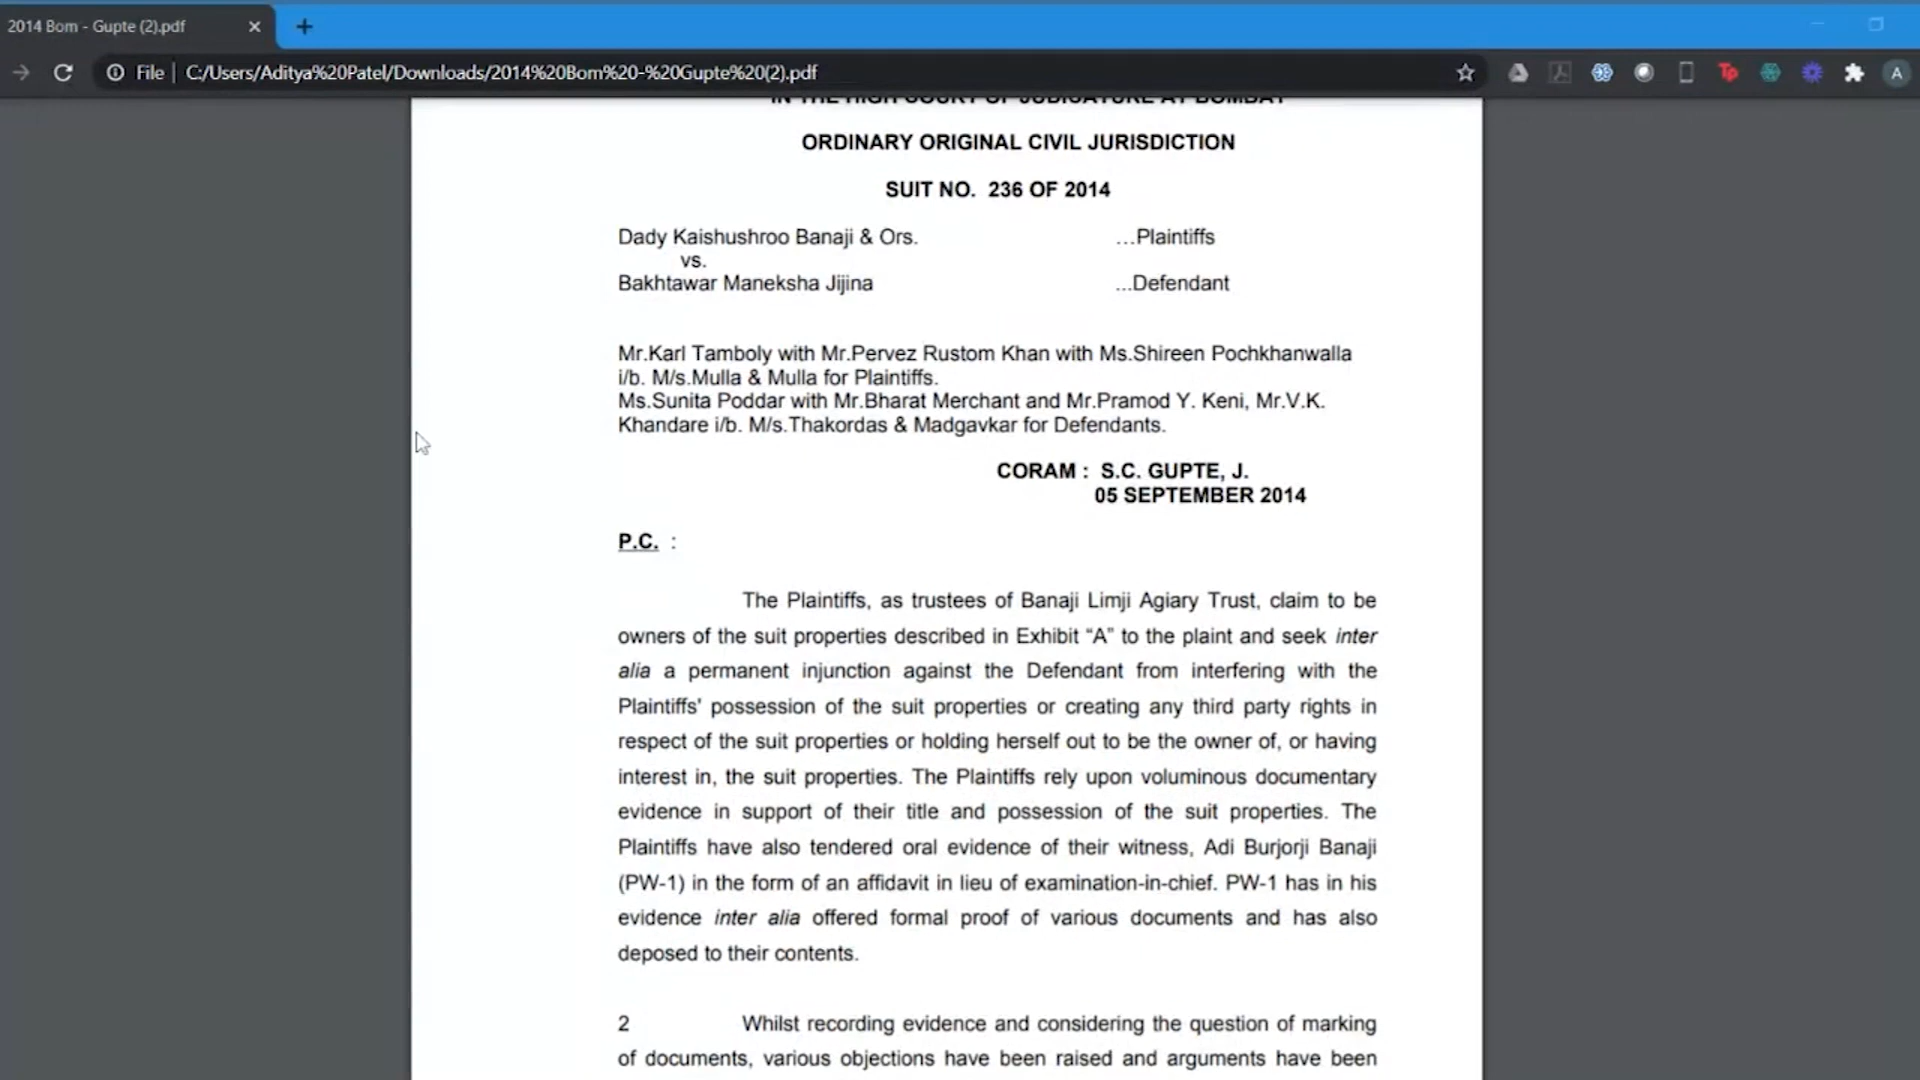 2014 Bom - Gupte (2).pdf
File | C:/Users/Aditya%20Patel/Downloads/2014%20Bom%20-%20Gupte%20(2).pdf
A
IN THE HIGH COURT OF JUDICATURE AT BOMBAY
ORDINARY ORIGINAL CIVIL JURISDICTION
SUIT NO. 236 OF 2014
Dady Kaishushroo Banaji & Ors. ...Plaintiffs
vs.
Bakhtawar Maneksha Jijina ...Defendant
Mr.Karl Tamboly with Mr.Pervez Rustom Khan with Ms.Shireen Pochkhanwalla
i/b. M/s.Mulla & Mulla for Plaintiffs.
Ms.Sunita Poddar with Mr.Bharat Merchant and Mr.Pramod Y. Keni, Mr.V.K.
Khandare i/b. M/s.Thakordas & Madgavkar for Defendants.
CORAM : S.C. GUPTE, J.
05 SEPTEMBER 2014
P.C. :
The Plaintiffs, as trustees of Banaji Limji Agiary Trust, claim to be
owners of the suit properties described in Exhibit “A” to the plaint and seek inter
alia a permanent injunction against the Defendant from interfering with the
Plaintiffs' possession of the suit properties or creating any third party rights in
respect of the suit properties or holding herself out to be the owner of, or having
interest in, the suit properties. The Plaintiffs rely upon voluminous documentary
evidence in support of their title and possession of the suit properties. The
Plaintiffs have also tendered oral evidence of their witness, Adi Burjorji Banaji
(PW-1) in the form of an affidavit in lieu of examination-in-chief. PW-1 has in his
evidence inter alia offered formal proof of various documents and has also
deposed to their contents.
2 Whilst recording evidence and considering the question of marking
of documents, various objections have been raised and arguments have been